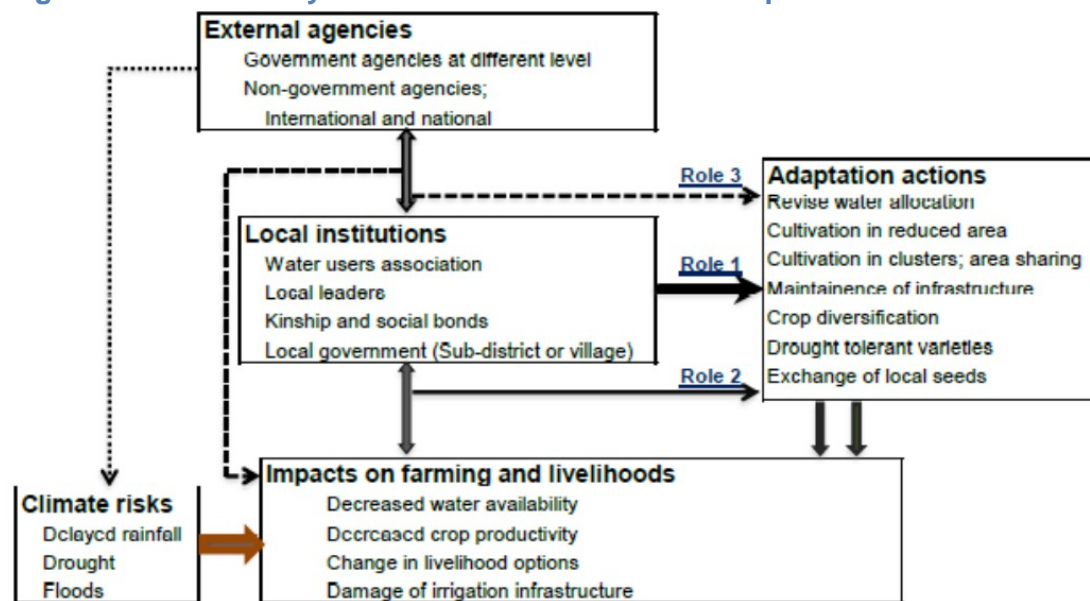 External agencies
Government agencies at different level
Non-government agencies;
International and national
Role 3
Adaptation actions
Revise water allocation
Cultivation in reduced area
Cultivation in clusters; area sharing
Maintainence of infrastructure
Crop diversification
Drought tolerant varieties
Exchange of local seeds
Local institutions
Water users association
Local leaders
Kinship and social bonds
Local government (Sub-district or village)
Role 1
Role 2
Impacts on farming and livelihoods
Decreased water availability
Decreased crop productivity
Change in livelihood options
Damage of irrigation infrastructure
Climate risks
Delayed rainfall
Drought
Floods